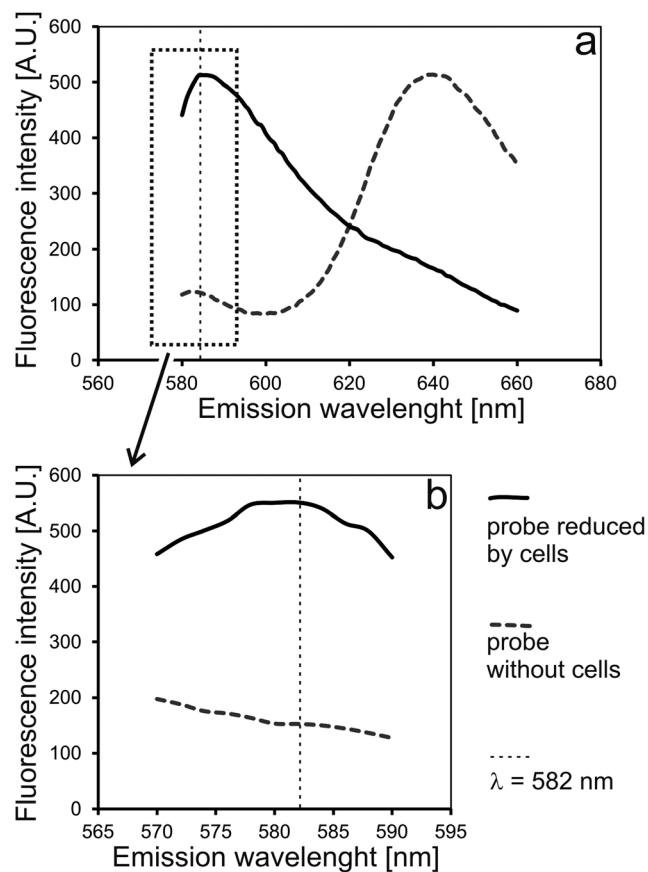 Fluorescence intensity [A.U.]
600
500
400
300
200
100
0
a
560
580
600
620
640
660
680
Emission wavelenght [nm]
Fluorescence intensity [A.U.]
600
500
400
300
200
100
0
b
565
570
575
580
585
590
595
Emission wavelenght [nm]
probe reduced
by cells
probe
without cells
λ = 582 nm